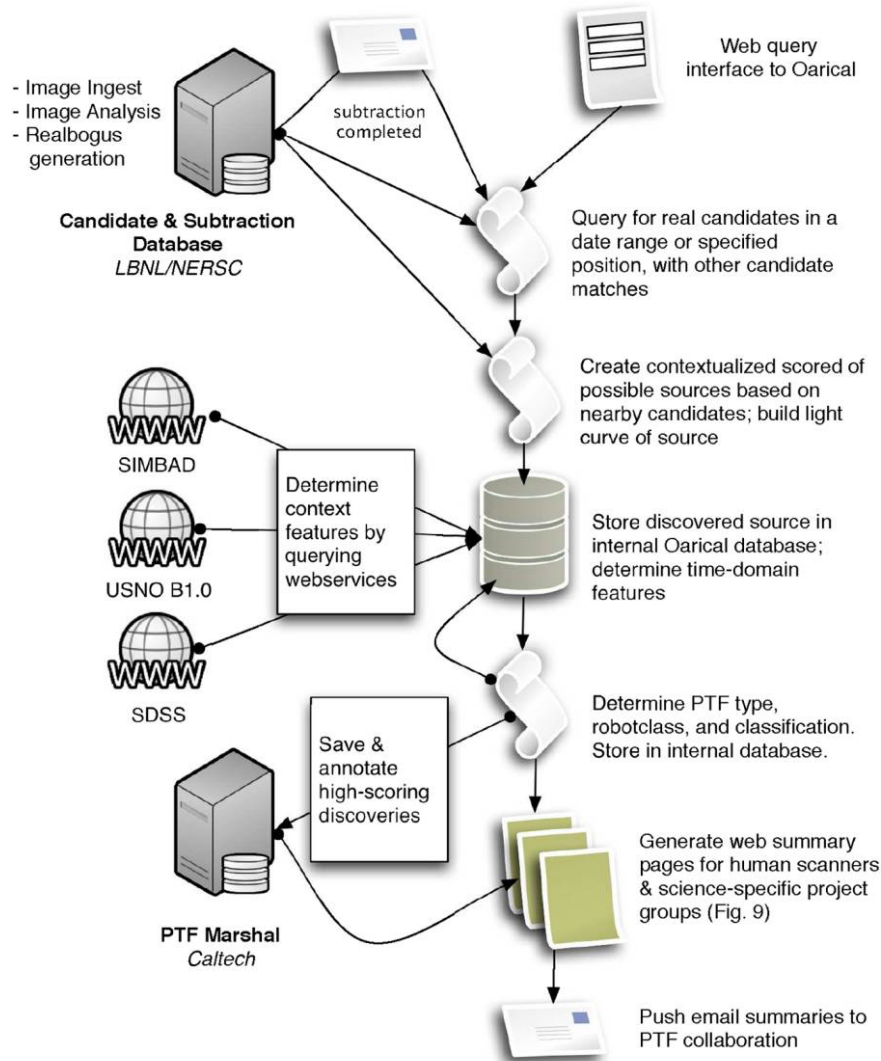 - Image Ingest
- Image Analysis
- Realbogus
generation
subtraction
completed
Web query
interface to Oarical
Candidate & Subtraction
Database
LBNL/NERSC
Query for real candidates in a
date range or specified
position, with other candidate
matches
Create contextualized scored of
possible sources based on
nearby candidates; build light
curve of source
WWW
SIMBAD
WWW
USNO B1.0
WWW
SDSS
Determine
context
features by
querying
webservices
Store discovered source in
internal Oarical database;
determine time-domain
features
Determine PTF type,
robotclass, and classification.
Store in internal database.
Save &
annotate
high-scoring
discoveries
PTF Marshal
Caltech
Generate web summary
pages for human scanners
& science-specific project
groups (Fig. 9)
Push email summaries to
PTF collaboration